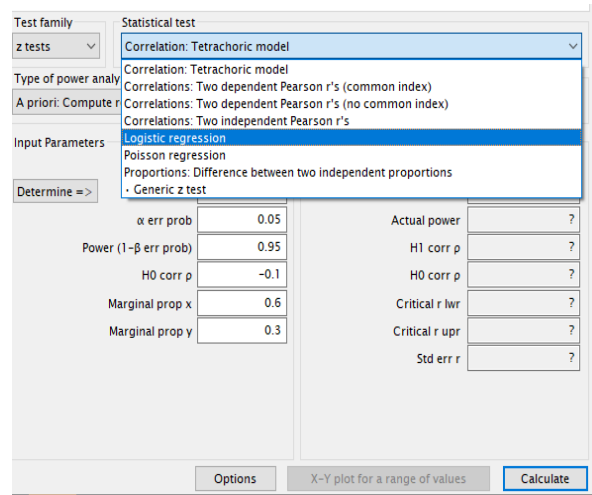 Test family
Statistical test
z tests
Correlation: Tetrachoric model
Correlation: Tetrachoric model
Correlations: Two dependent Pearson r's (common index)
Correlations: Two dependent Pearson r's (no common index)
Correlations: Two independent Pearson r's
Logistic regression
Poisson regression
Proportions: Difference between two independent proportions
· Generic z test
Type of power analy
A priori: Compute r
Input Parameters
Determine =>
α err prob 0.05
Power (1-β err prob) 0.95
H0 corr ρ -0.1
Marginal prop x 0.6
Marginal prop y 0.3
Actual power ?
H1 corr ρ ?
H0 corr ρ ?
Critical r lwr ?
Critical r upr ?
Std err r ?
Options
X-Y plot for a range of values
Calculate